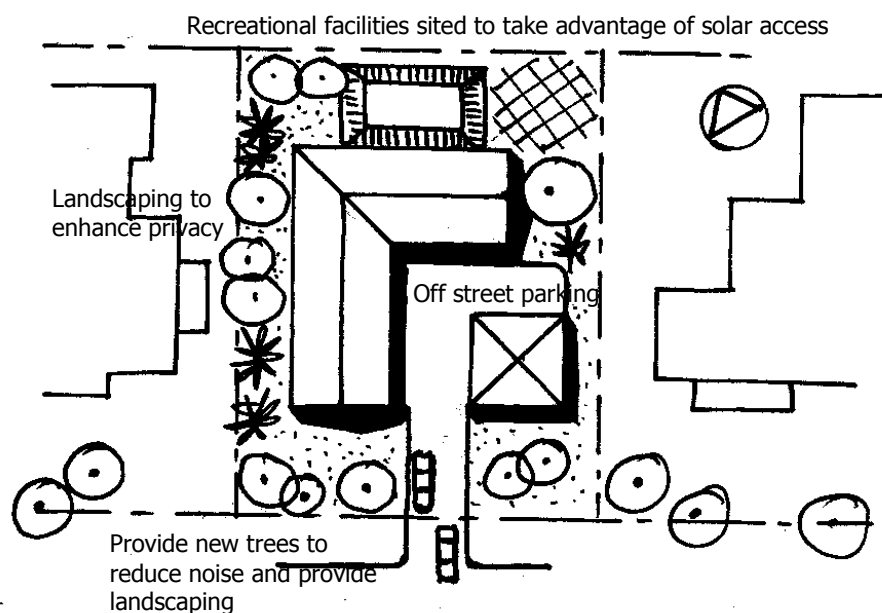 Recreational facilities sited to take advantage of solar access
Landscaping to
enhance privacy
Off street parking
Provide new trees to
reduce noise and provide
landscaping